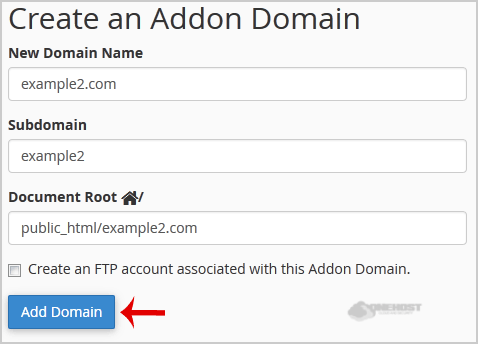 Create an Addon Domain
New Domain Name
example2.com
Subdomain
example2
Document Root /
public_html/example2.com
Create an FTP account associated with this Addon Domain.
Add Domain
ONEHOST